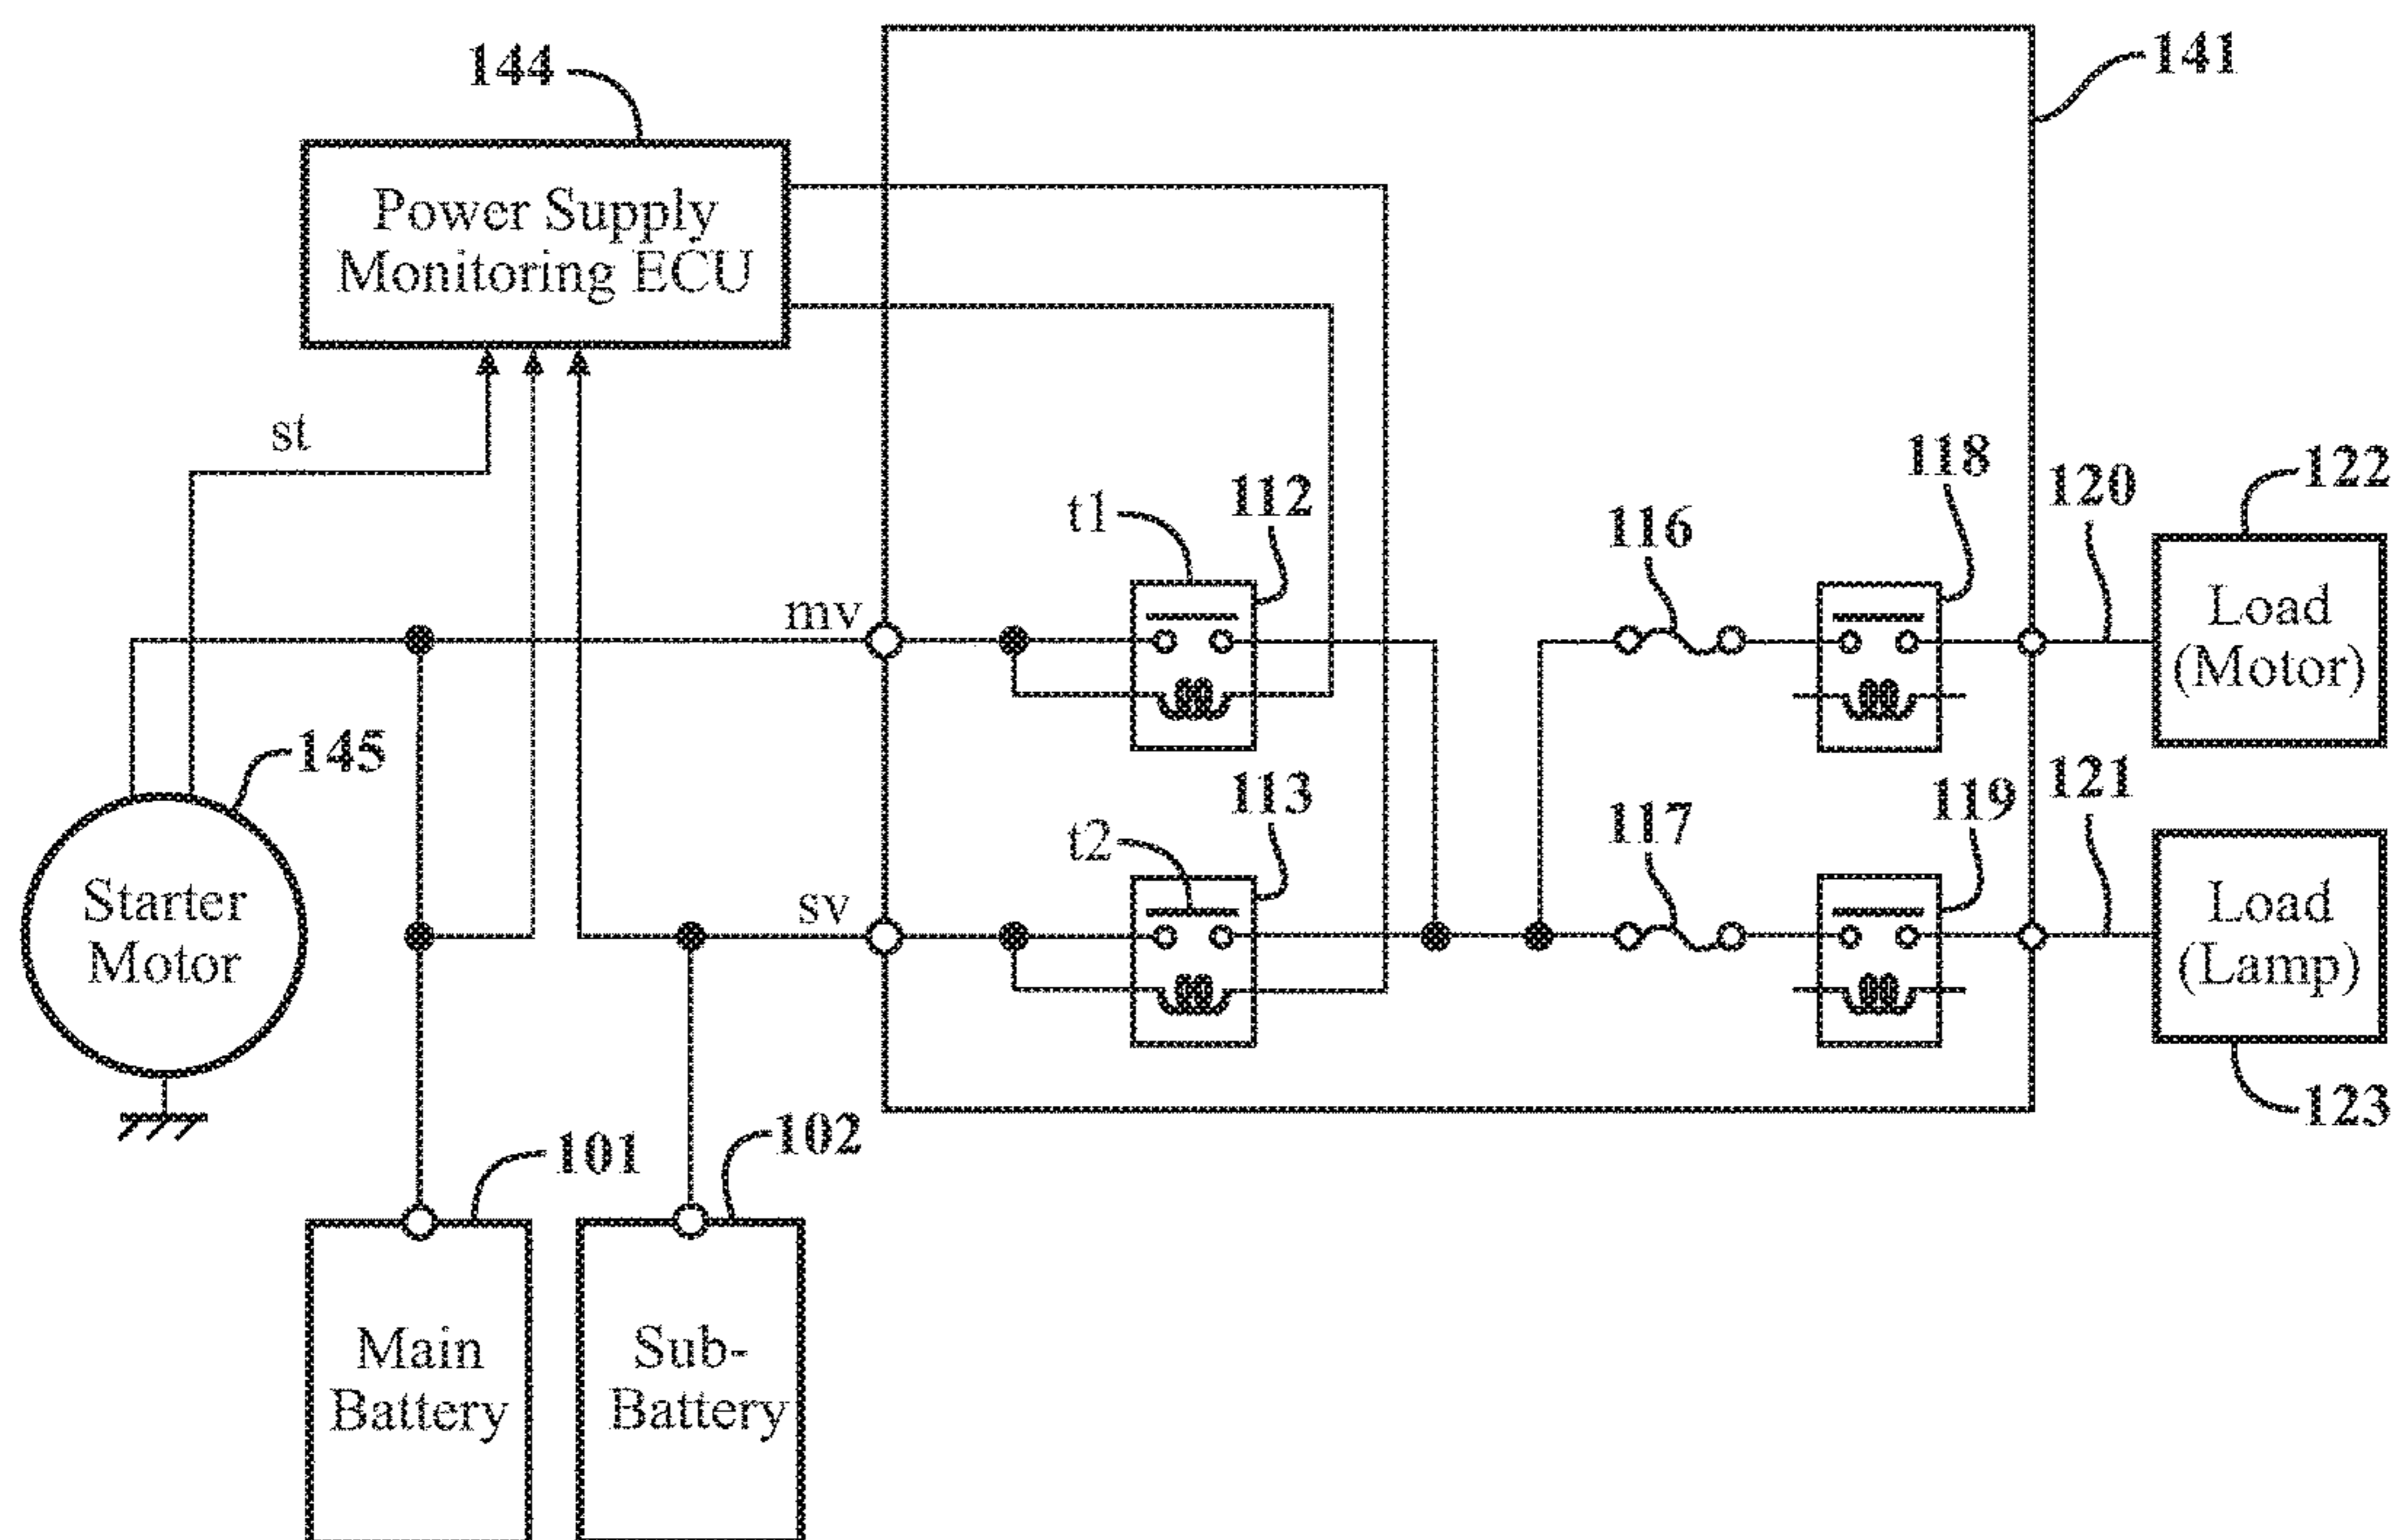 144
141
Power Supply
Monitoring ECU
st
118
122
120
112
t1
116
Load
(Motor)
mv
145
121
113
119
117
t2
Starter
Motor
sv
Load
(Lamp)
102
123
101
Main
Battery
Sub-
Battery